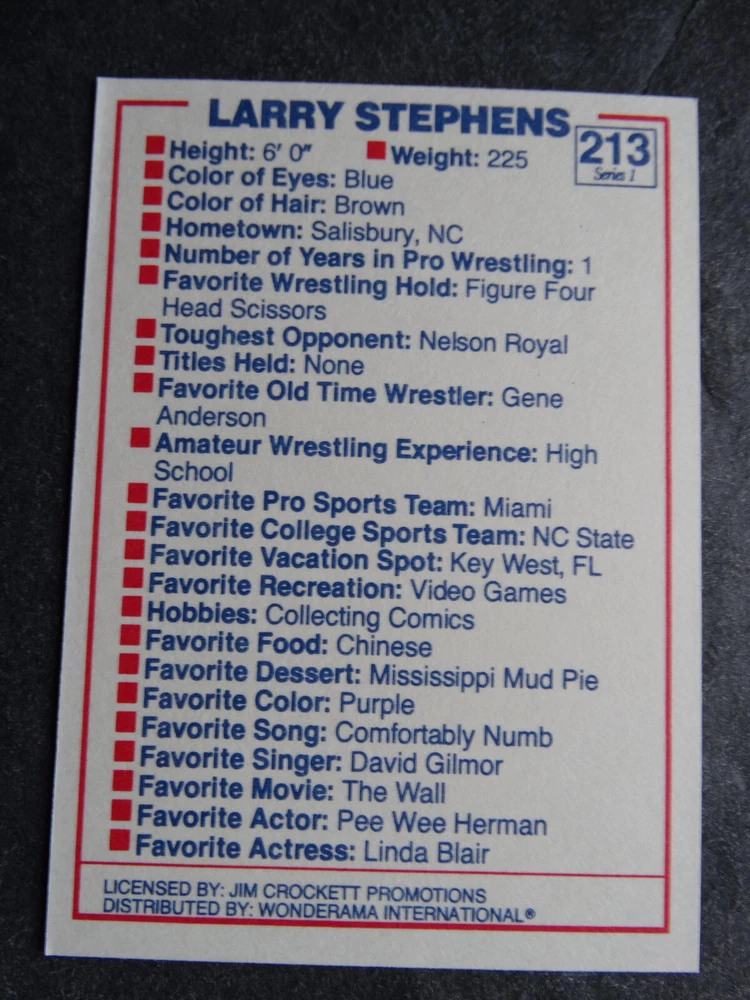 LARRY STEPHENS
213
Series 1
Height: 6' 0" Weight: 225
Color of Eyes: Blue
Color of Hair: Brown
Hometown: Salisbury, NC
Number of Years in Pro Wrestling: 1
Favorite Wrestling Hold: Figure Four
Head Scissors
Toughest Opponent: Nelson Royal
Titles Held: None
Favorite Old Time Wrestler: Gene
Anderson
Amateur Wrestling Experience: High
School
Favorite Pro Sports Team: Miami
Favorite College Sports Team: NC State
Favorite Vacation Spot: Key West, FL
Favorite Recreation: Video Games
Hobbies: Collecting Comics
Favorite Food: Chinese
Favorite Dessert: Mississippi Mud Pie
Favorite Color: Purple
Favorite Song: Comfortably Numb
Favorite Singer: David Gilmor
Favorite Movie: The Wall
Favorite Actor: Pee Wee Herman
Favorite Actress: Linda Blair
LICENSED BY: JIM CROCKETT PROMOTIONS
DISTRIBUTED BY: WONDERAMA INTERNATIONAL®